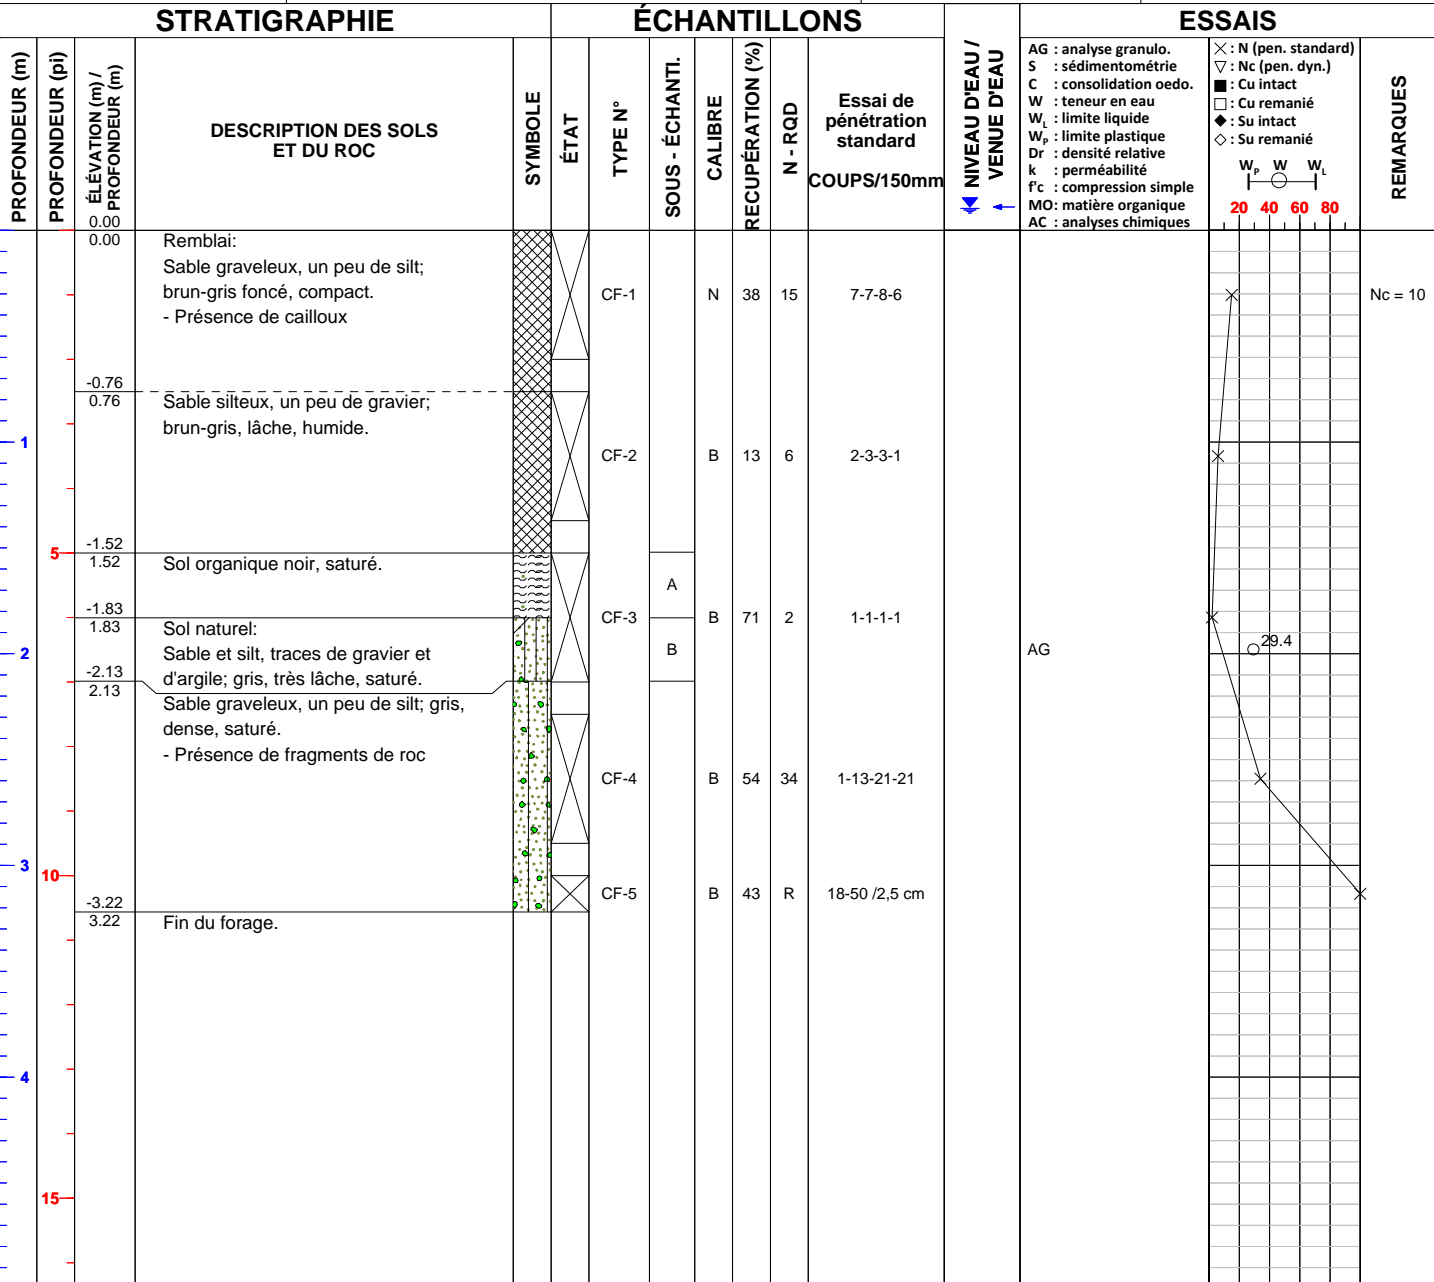 STRATIGRAPHIE
ÉCHANTILLONS
ESSAIS
PROFONDEUR (m)
PROFONDEUR (pi)
ÉLÉVATION (m) /
PROFONDEUR (m)
DESCRIPTION DES SOLS
ET DU ROC
SYMBOLE
ÉTAT
TYPE N°
SOUS - ÉCHANTI.
CALIBRE
RECUPÉRATION (%)
N - RQD
Essai de
pénétration
standard
COUPS/150mm
NIVEAU D'EAU /
VENUE D'EAU
AG : analyse granulo.
S : sédimentométrie
C : consolidation oedo.
W : teneur en eau
WL : limite liquide
WP : limite plastique
Dr : densité relative
k : perméabilité
f'c : compression simple
MO: matière organique
AC : analyses chimiques
╳ : N (pen. standard)
▽ : Nc (pen. dyn.)
■ : Cu intact
□ : Cu remanié
◆ : Su intact
◇ : Su remanié
WP W WL
20 40 60 80
REMARQUES
0.00
0.00
Remblai:
Sable graveleux, un peu de silt;
brun-gris foncé, compact.
- Présence de cailloux
CF-1 N 38 15 7-7-8-6
Nc = 10
-0.76
0.76
Sable silteux, un peu de gravier;
brun-gris, lâche, humide.
1
CF-2 B 13 6 2-3-3-1
5
-1.52
1.52
Sol organique noir, saturé.
A
-1.83
1.83
CF-3 B 71 2 1-1-1-1
Sol naturel:
Sable et silt, traces de gravier et
d'argile; gris, très lâche, saturé.
2
B
AG
29.4
-2.13
2.13
Sable graveleux, un peu de silt; gris,
dense, saturé.
- Présence de fragments de roc
CF-4 B 54 34 1-13-21-21
3
10
CF-5 B 43 R 18-50 /2,5 cm
-3.22
3.22
Fin du forage.
4
15